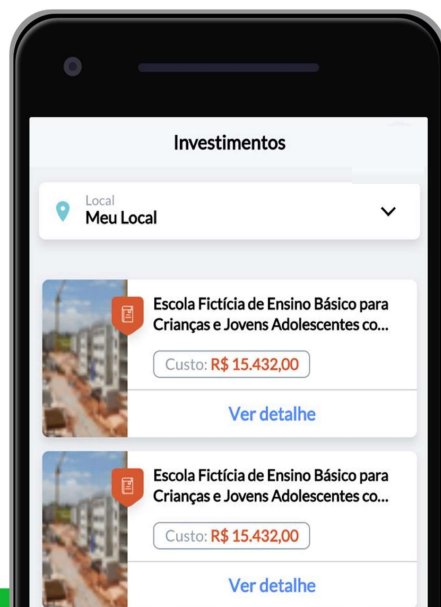 Investimentos
Local
Meu Local
Escola Fictícia de Ensino Básico para
Crianças e Jovens Adolescentes co...
Custo: R$ 15.432,00
Ver detalhe
Escola Fictícia de Ensino Básico para
Crianças e Jovens Adolescentes co...
Custo: R$ 15.432,00
Ver detalhe